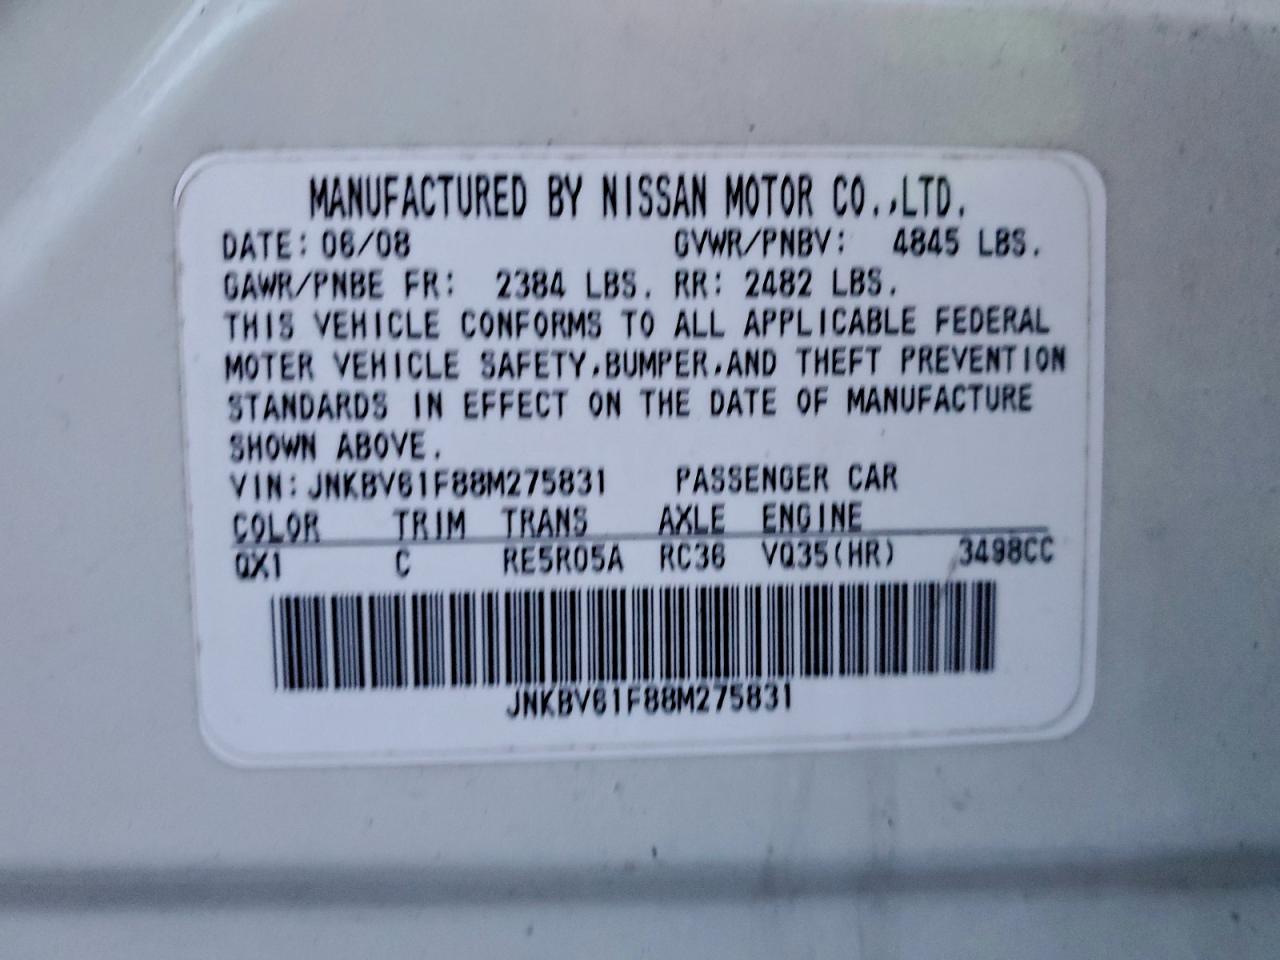 MANUFACTURED BY NISSAN MOTOR CO.,LTD.
DATE: 06/08 GVWR/PNBV: 4845 LBS.
GAWR/PNBE FR: 2384 LBS. RR: 2482 LBS.
THIS VEHICLE CONFORMS TO ALL APPLICABLE FEDERAL
MOTER VEHICLE SAFETY,BUMPER,AND THEFT PREVENTION
STANDARDS IN EFFECT ON THE DATE OF MANUFACTURE
SHOWN ABOVE.
VIN: JNKBV61F88M275831 PASSENGER CAR
COLOR TRIM TRANS AXLE ENGINE
QX1 C RE5R05A RC36 VQ35(HR) 3498CC
JNKBV61F88M275831